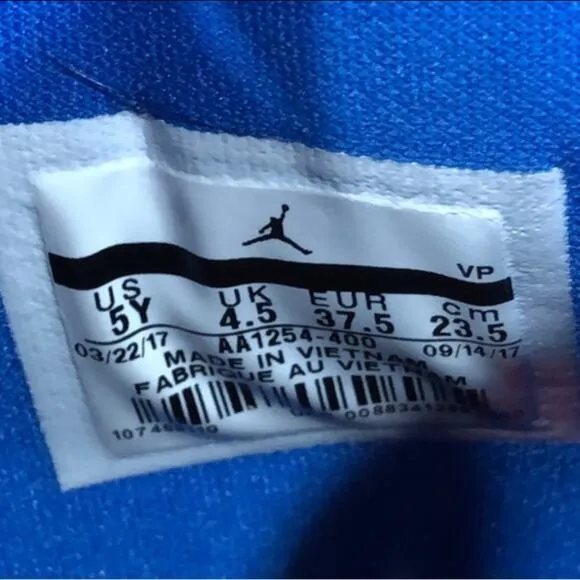 VP
US UK EUR cm
5Y 4.5 37.5 23.5
03/22/17 AA1254-400 09/14/17
MADE IN VIETNAM
FABRIQUE AU VIETNAM